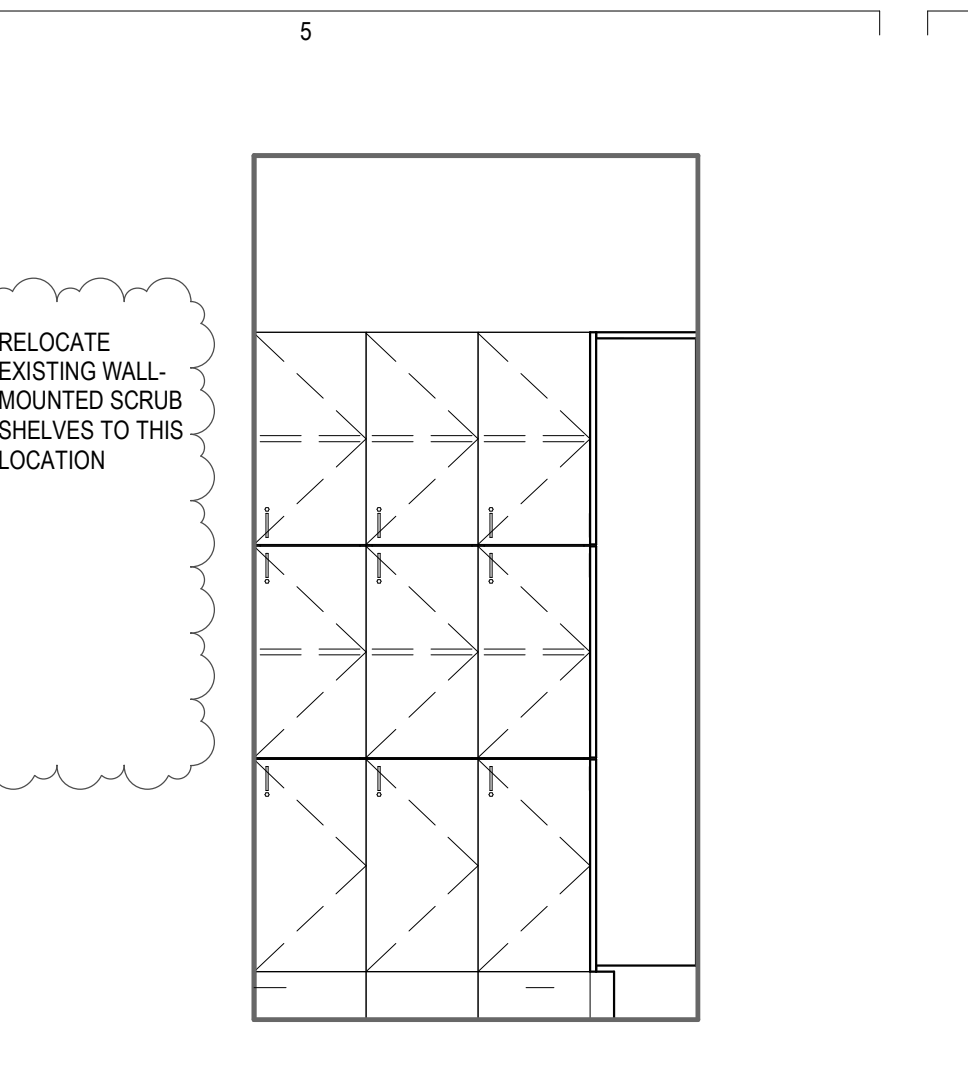 5
RELOCATE
EXISTING WALL-
MOUNTED SCRUB
SHELVES TO THIS
LOCATION